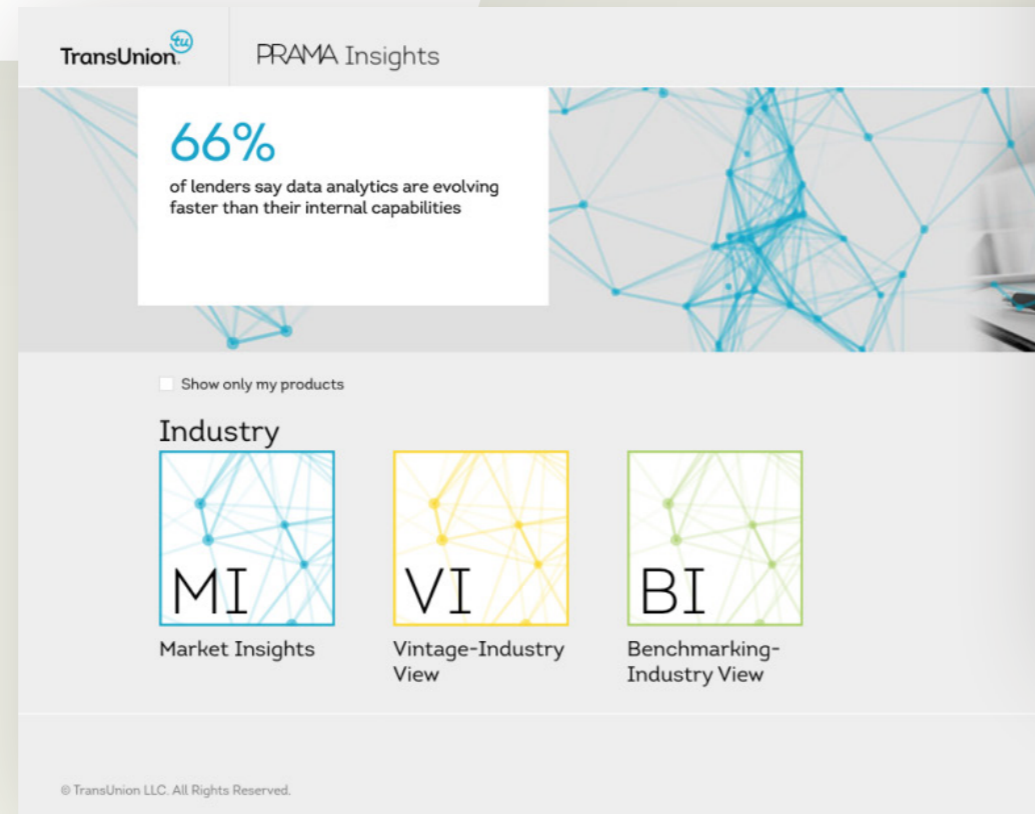 TransUnion.
tu
PRAMA Insights
66%
of lenders say data analytics are evolving
faster than their internal capabilities
Show only my products
Industry
MI
VI
BI
Market Insights
Vintage-Industry
View
Benchmarking-
Industry View
© TransUnion LLC. All Rights Reserved.